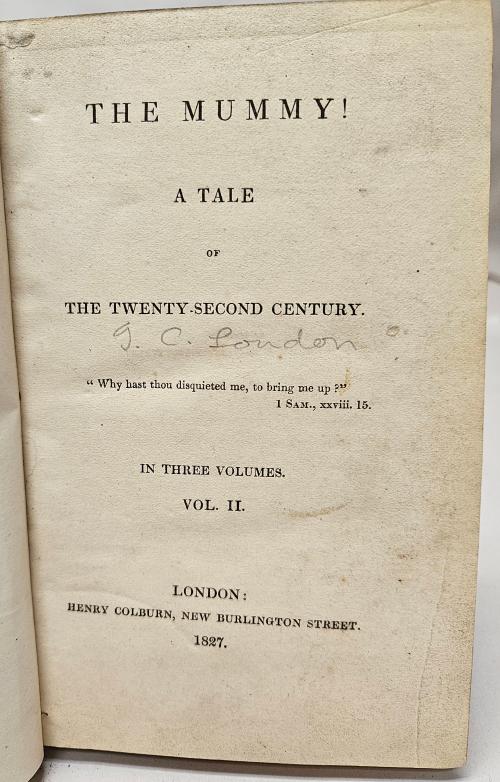 THE MUMMY!
A TALE
OF
THE TWENTY-SECOND CENTURY.
J. C. Loudon
“ Why hast thou disquieted me, to bring me up ?”
1 SAM., xxviii. 15.
IN THREE VOLUMES.
VOL. II.
LONDON:
HENRY COLBURN, NEW BURLINGTON STREET.
1827.